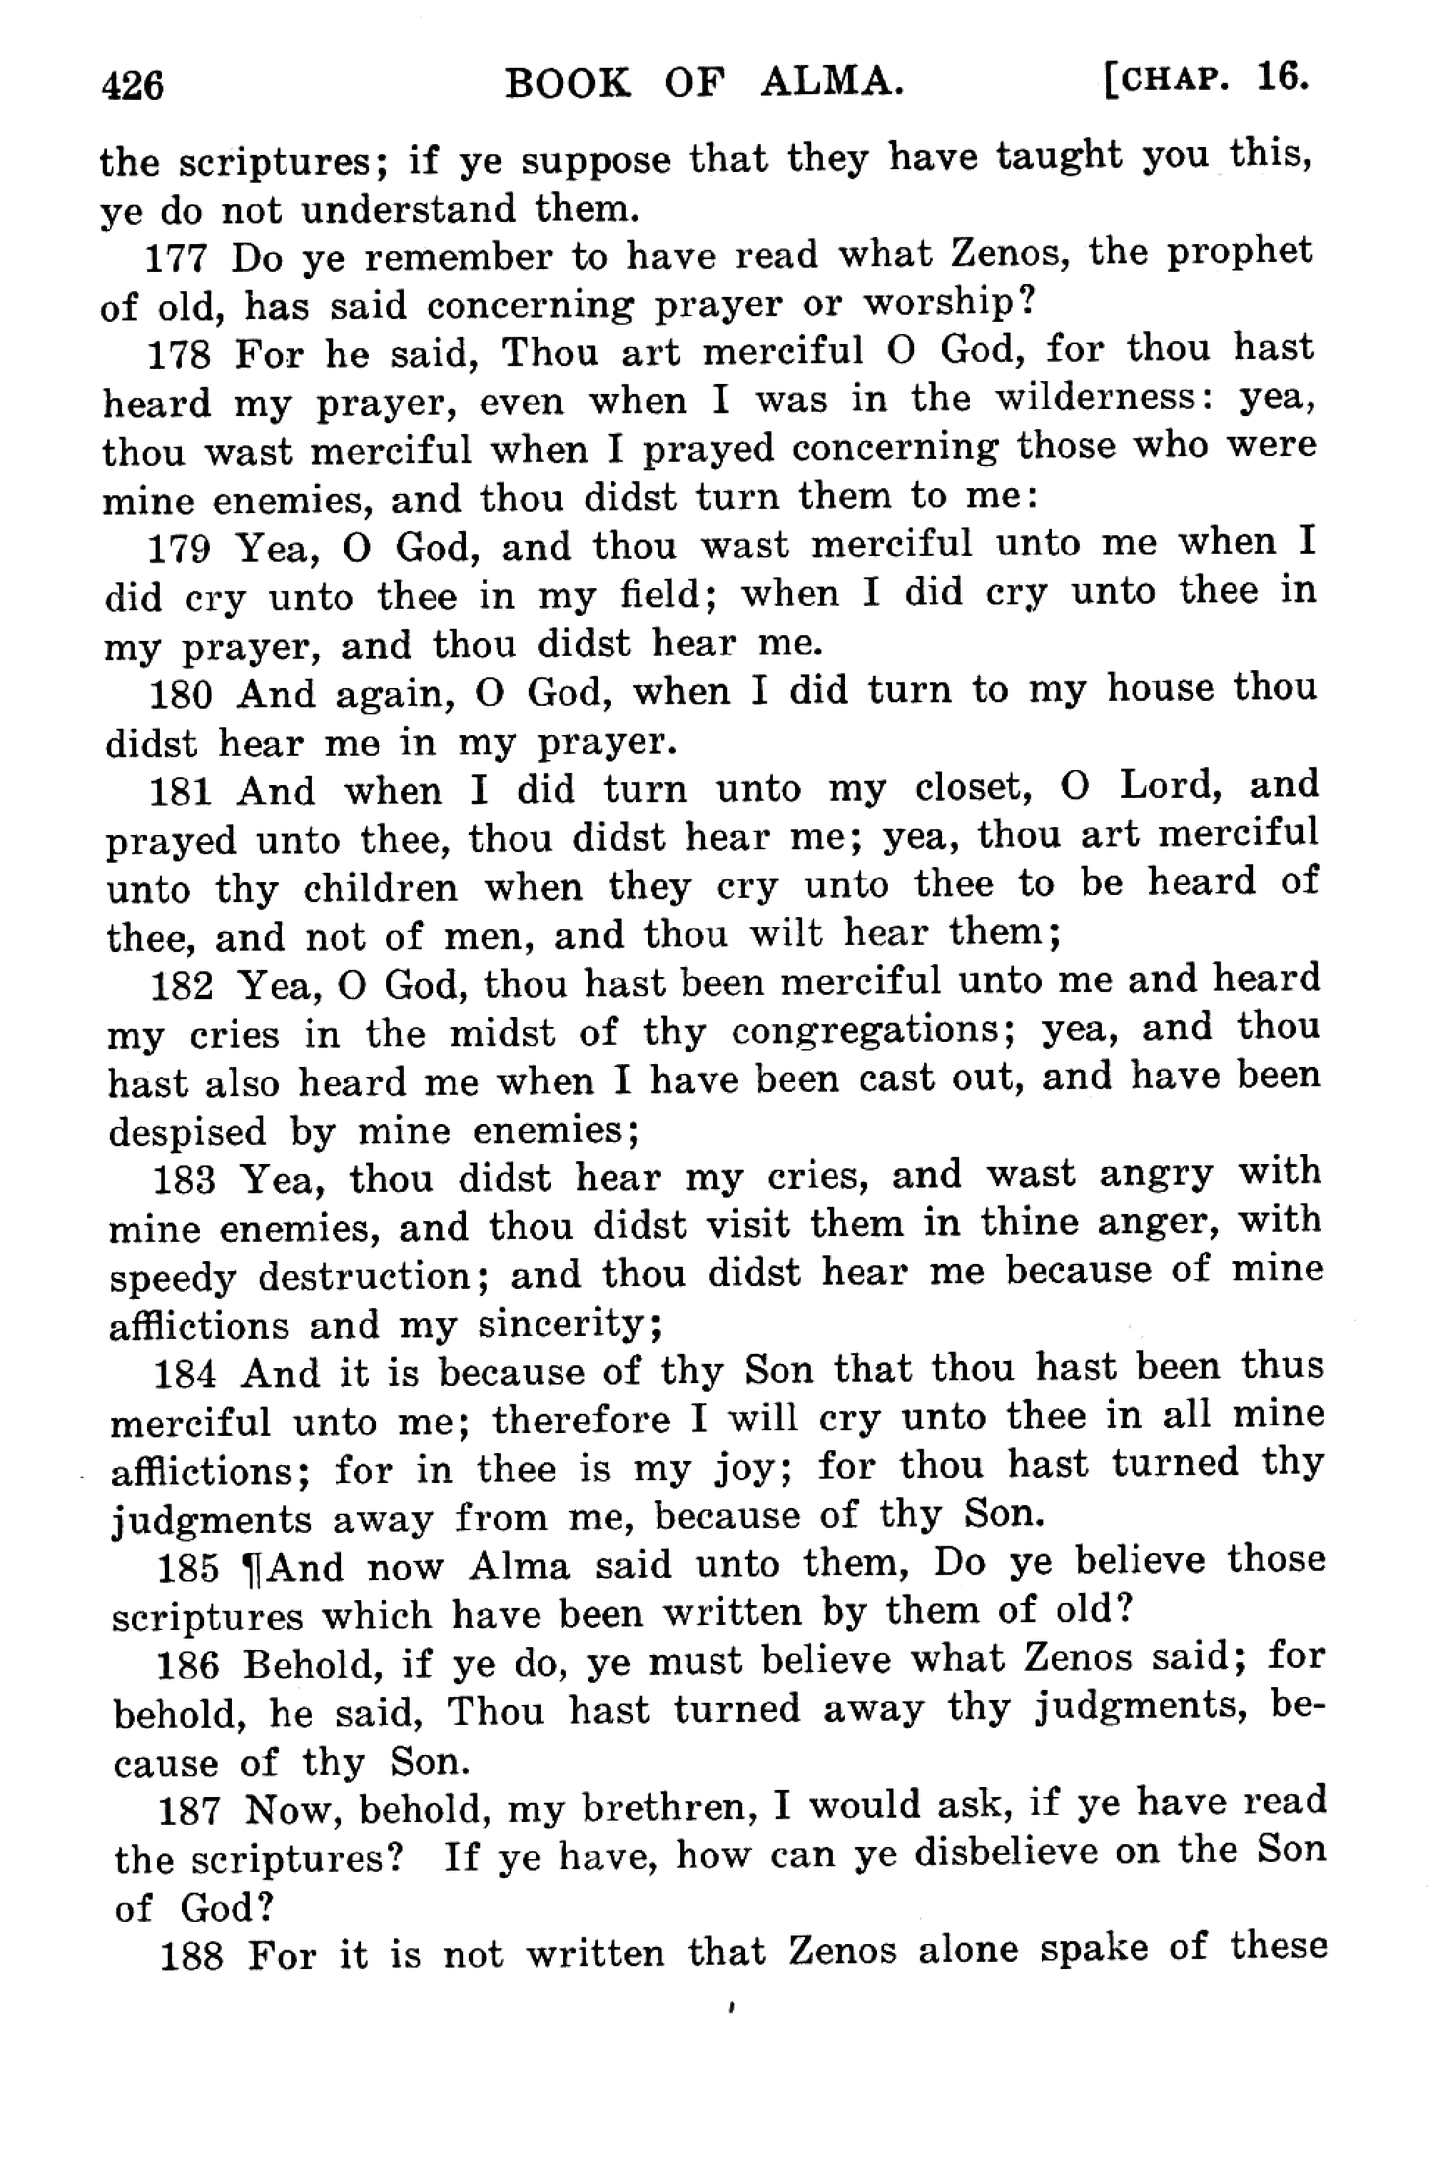 426 BOOK OF ALMA. [CHAP. 16.
the scriptures; if ye suppose that they have taught you this,
ye do not understand them.
177 Do ye remember to have read what Zenos, the prophet
of old, has said concerning prayer or worship?
178 For he said, Thou art merciful O God, for thou hast
heard my prayer, even when I was in the wilderness: yea,
thou wast merciful when I prayed concerning those who were
mine enemies, and thou didst turn them to me:
179 Yea, O God, and thou wast merciful unto me when I
did cry unto thee in my field; when I did cry unto thee in
my prayer, and thou didst hear me.
180 And again, O God, when I did turn to my house thou
didst hear me in my prayer.
181 And when I did turn unto my closet, O Lord, and
prayed unto thee, thou didst hear me; yea, thou art merciful
unto thy children when they cry unto thee to be heard of
thee, and not of men, and thou wilt hear them;
182 Yea, O God, thou hast been merciful unto me and heard
my cries in the midst of thy congregations; yea, and thou
hast also heard me when I have been cast out, and have been
despised by mine enemies;
183 Yea, thou didst hear my cries, and wast angry with
mine enemies, and thou didst visit them in thine anger, with
speedy destruction; and thou didst hear me because of mine
afflictions and my sincerity;
184 And it is because of thy Son that thou hast been thus
merciful unto me; therefore I will cry unto thee in all mine
afflictions; for in thee is my joy; for thou hast turned thy
judgments away from me, because of thy Son.
185 ¶And now Alma said unto them, Do ye believe those
scriptures which have been written by them of old?
186 Behold, if ye do, ye must believe what Zenos said; for
behold, he said, Thou hast turned away thy judgments, be-
cause of thy Son.
187 Now, behold, my brethren, I would ask, if ye have read
the scriptures? If ye have, how can ye disbelieve on the Son
of God?
188 For it is not written that Zenos alone spake of these